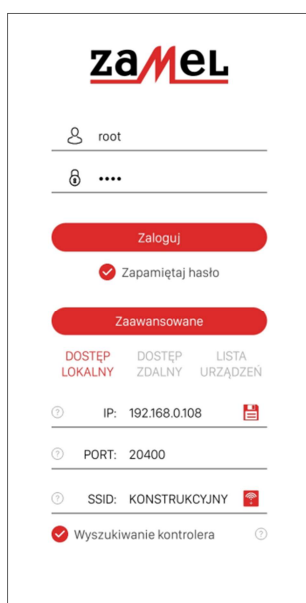 zaMeL
root
••••
Zaloguj
Zapamiętaj hasło
Zaawansowane
DOSTĘP LOKALNY
DOSTĘP ZDALNY
LISTA URZĄDZEŃ
? IP: 192.168.0.108
? PORT: 20400
? SSID: KONSTRUKCYJNY
Wyszukiwanie kontrolera ?